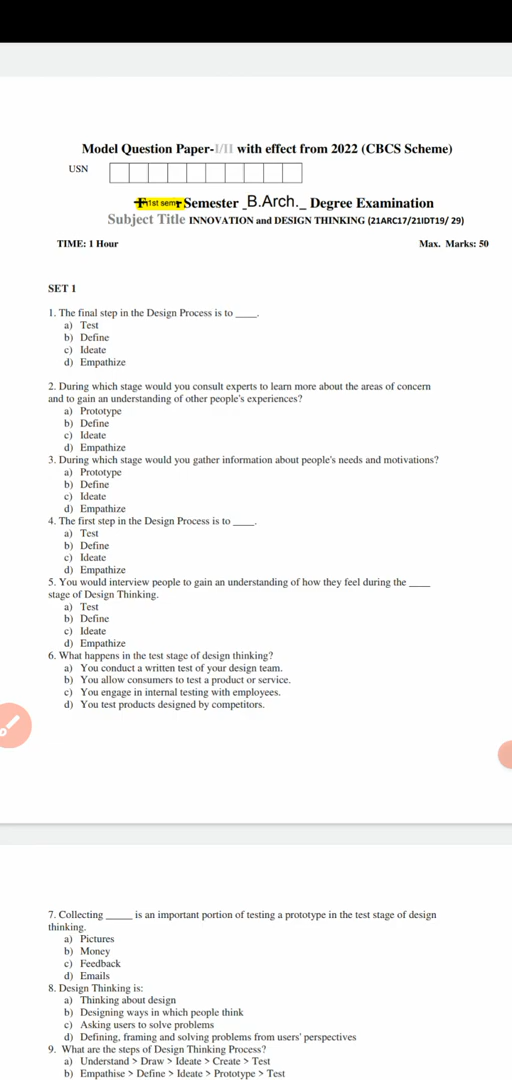 Model Question Paper-I/II with effect from 2022 (CBCS Scheme)
USN
1st sem Semester _B.Arch._ Degree Examination
Subject Title INNOVATION and DESIGN THINKING (21ARC17/21IDT19/ 29)
TIME: 1 Hour Max. Marks: 50
SET 1
1. The final step in the Design Process is to ____.
a) Test
b) Define
c) Ideate
d) Empathize
2. During which stage would you consult experts to learn more about the areas of concern
and to gain an understanding of other people's experiences?
a) Prototype
b) Define
c) Ideate
d) Empathize
3. During which stage would you gather information about people's needs and motivations?
a) Prototype
b) Define
c) Ideate
d) Empathize
4. The first step in the Design Process is to ____.
a) Test
b) Define
c) Ideate
d) Empathize
5. You would interview people to gain an understanding of how they feel during the ____
stage of Design Thinking.
a) Test
b) Define
c) Ideate
d) Empathize
6. What happens in the test stage of design thinking?
a) You conduct a written test of your design team.
b) You allow consumers to test a product or service.
c) You engage in internal testing with employees.
d) You test products designed by competitors.
7. Collecting _____ is an important portion of testing a prototype in the test stage of design
thinking.
a) Pictures
b) Money
c) Feedback
d) Emails
8. Design Thinking is:
a) Thinking about design
b) Designing ways in which people think
c) Asking users to solve problems
d) Defining, framing and solving problems from users' perspectives
9. What are the steps of Design Thinking Process?
a) Understand > Draw > Ideate > Create > Test
b) Empathise > Define > Ideate > Prototype > Test